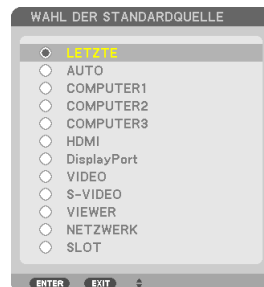 WAHL DER STANDARDQUELLE
LETZTE
AUTO
COMPUTER1
COMPUTER2
COMPUTER3
HDMI
DisplayPort
VIDEO
S-VIDEO
VIEWER
NETZWERK
SLOT
ENTER EXIT